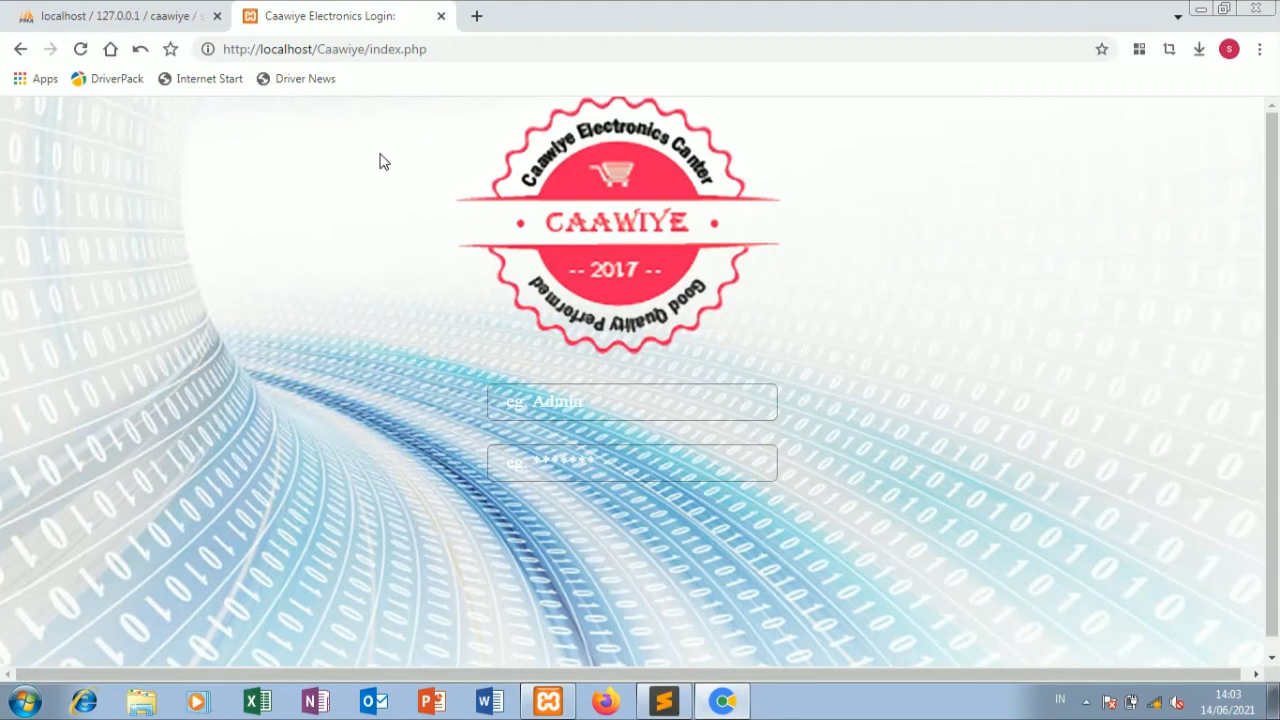 localhost / 127.0.0.1 / caawiye / s
Caawiye Electronics Login:
http://localhost/Caawiye/index.php
Apps
DriverPack
Internet Start
Driver News
Caawiye Electronics Canter
CAAWIYE
-- 2017 --
Good Quality Performed
eg. Admin
eg. *******
IN
14:03
14/06/2021